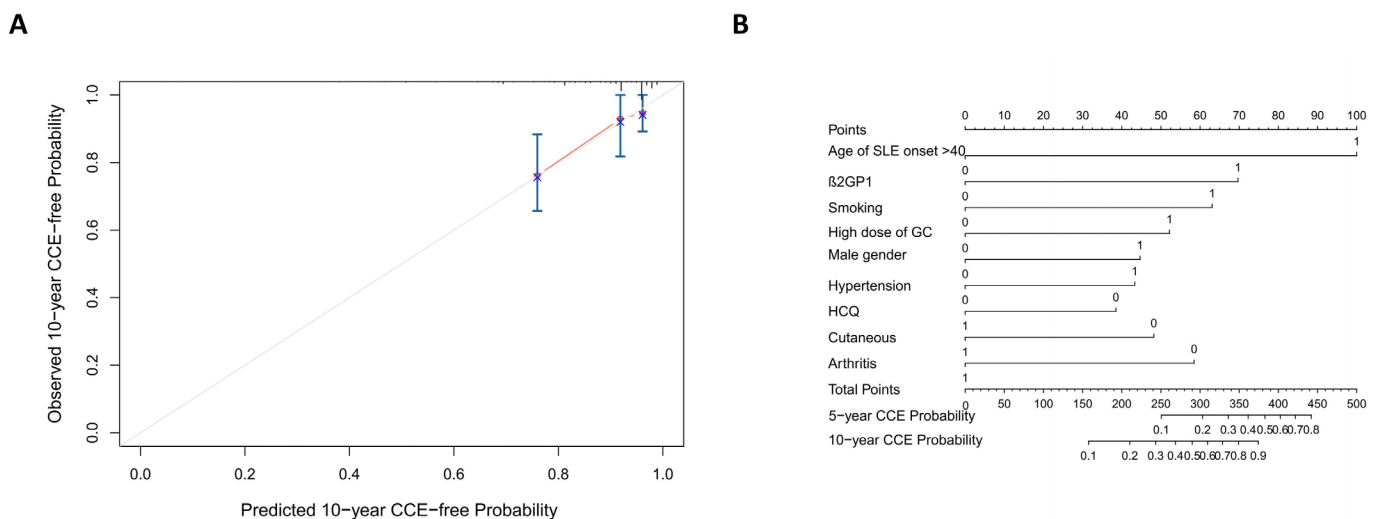 A
B
1.0
0.8
0.6
0.4
0.2
0.0
Observed 10−year CCE−free Probability
0.0 0.2 0.4 0.6 0.8 1.0
Predicted 10−year CCE−free Probability
0 10 20 30 40 50 60 70 80 90 100
Points
1
Age of SLE onset >40
0 1
ß2GP1
0 1
Smoking
0 1
High dose of GC
0 1
Male gender
0 1
Hypertension
0 0
HCQ
1 0
Cutaneous
1 0
Arthritis
1
Total Points
0 50 100 150 200 250 300 350 400 450 500
5-year CCE Probability
0.1 0.2 0.3 0.4 0.5 0.6 0.7 0.8
10-year CCE Probability
0.1 0.2 0.3 0.4 0.5 0.6 0.7 0.8 0.9